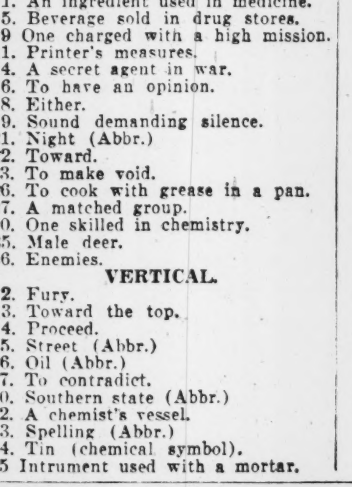 1. An ingredient used in medicine.
5. Beverage sold in drug stores.
9 One charged with a high mission.
1. Printer's measures.
4. A secret agent in war.
6. To have an opinion.
8. Either.
9. Sound demanding silence.
1. Night (Abbr.)
2. Toward.
3. To make void.
6. To cook with grease in a pan.
7. A matched group.
0. One skilled in chemistry.
5. Male deer.
6. Enemies.
VERTICAL.
2. Fury.
3. Toward the top.
4. Proceed.
5. Street (Abbr.)
6. Oil (Abbr.)
7. To contradict.
0. Southern state (Abbr.)
2. A chemist's vessel.
3. Spelling (Abbr.)
4. Tin (chemical symbol).
5 Intrument used with a mortar.